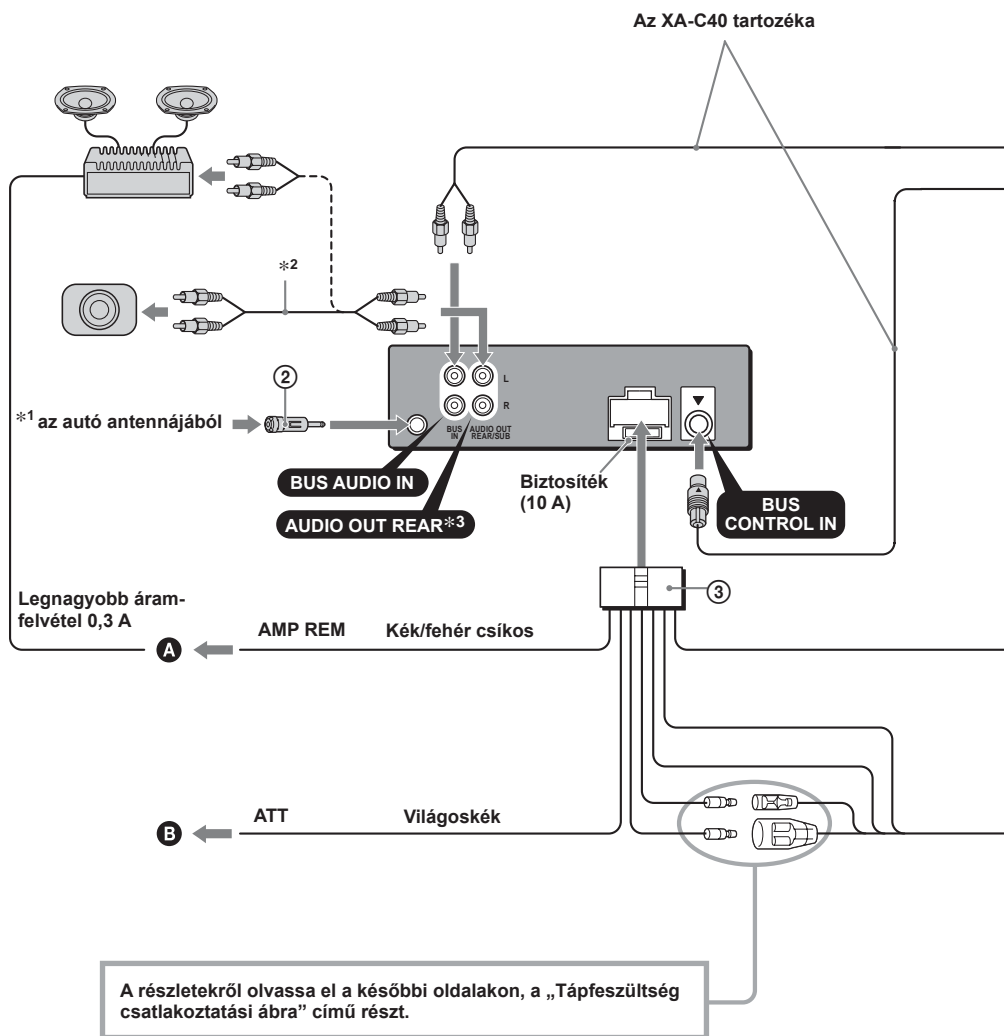 Az XA-C40 tartozéka
*2
②
*1 az autó antennájából
L
R
BUS IN
AUDIO OUT REAR/SUB
BUS AUDIO IN
AUDIO OUT REAR*3
Biztosíték
(10 A)
BUS
CONTROL IN
③
Legnagyobb áram-
felvétel 0,3 A
A
AMP REM
Kék/fehér csíkos
B
ATT
Világoskék
A részletekről olvassa el a későbbi oldalakon, a „Tápfeszültség
csatlakoztatási ábra” című részt.